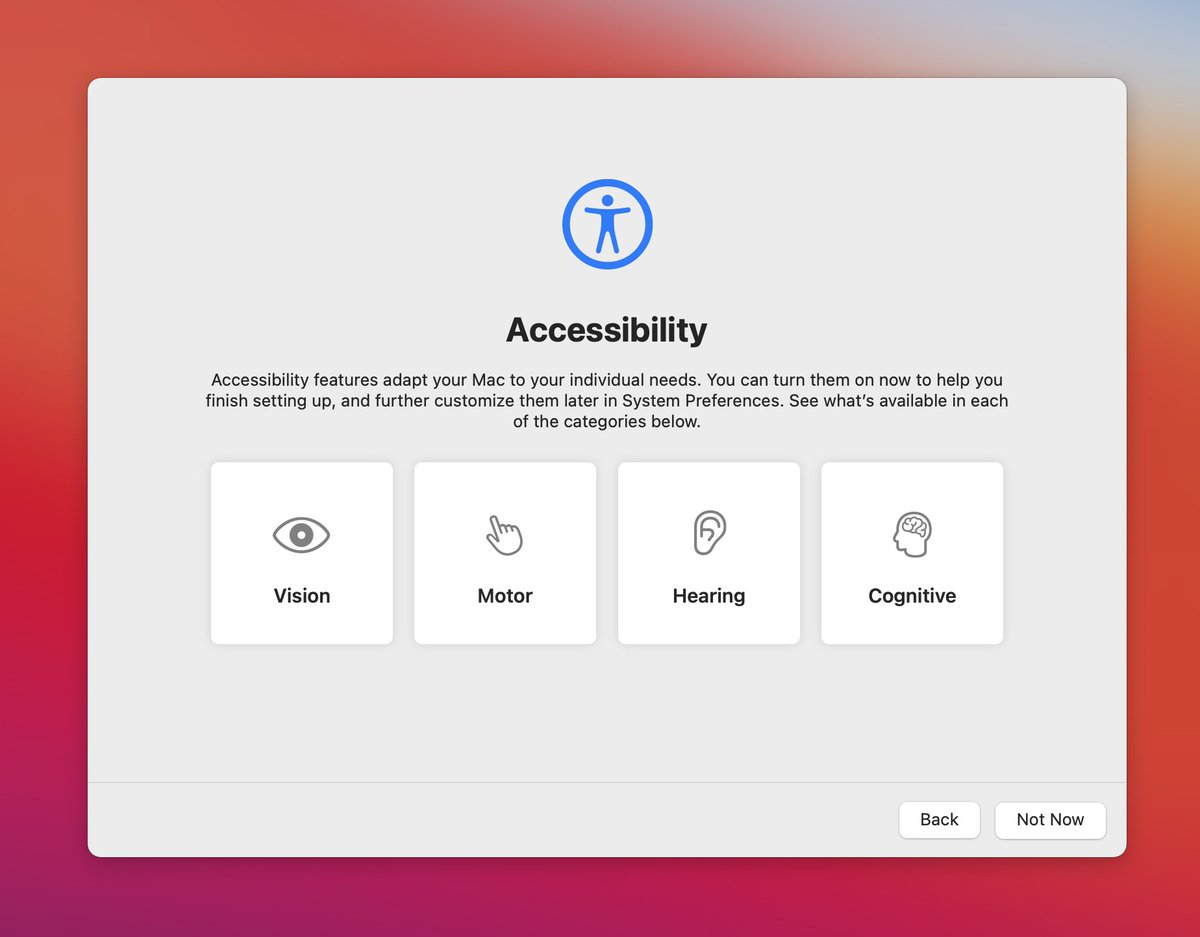 Accessibility
Accessibility features adapt your Mac to your individual needs. You can turn them on now to help you
finish setting up, and further customize them later in System Preferences. See what’s available in each
of the categories below.
Vision
Motor
Hearing
Cognitive
Back
Not Now